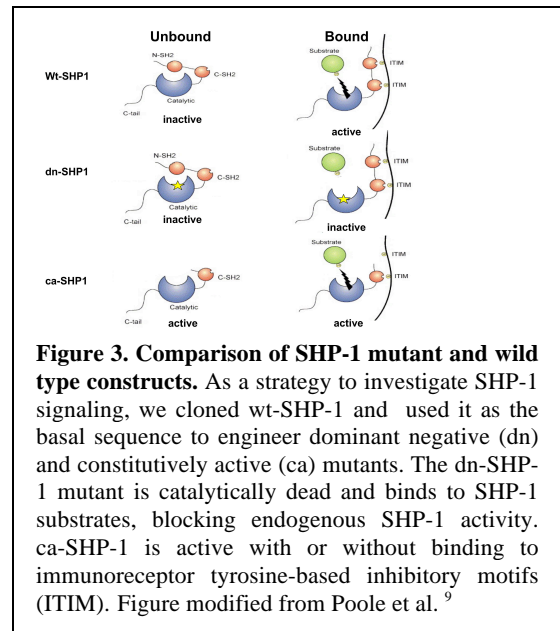 Unbound Bound
Wt-SHP1
N-SH2
C-SH2
Catalytic
C-tail
inactive
Substrate
ITIM
ITIM
active
dn-SHP1
N-SH2
C-SH2
Catalytic
C-tail
inactive
Substrate
ITIM
ITIM
inactive
ca-SHP1
C-SH2
Catalytic
C-tail
active
Substrate
ITIM
ITIM
active
Figure 3. Comparison of SHP-1 mutant and wild
type constructs. As a strategy to investigate SHP-1
signaling, we cloned wt-SHP-1 and used it as the
basal sequence to engineer dominant negative (dn)
and constitutively active (ca) mutants. The dn-SHP-
1 mutant is catalytically dead and binds to SHP-1
substrates, blocking endogenous SHP-1 activity.
ca-SHP-1 is active with or without binding to
immunoreceptor tyrosine-based inhibitory motifs
(ITIM). Figure modified from Poole et al. 9